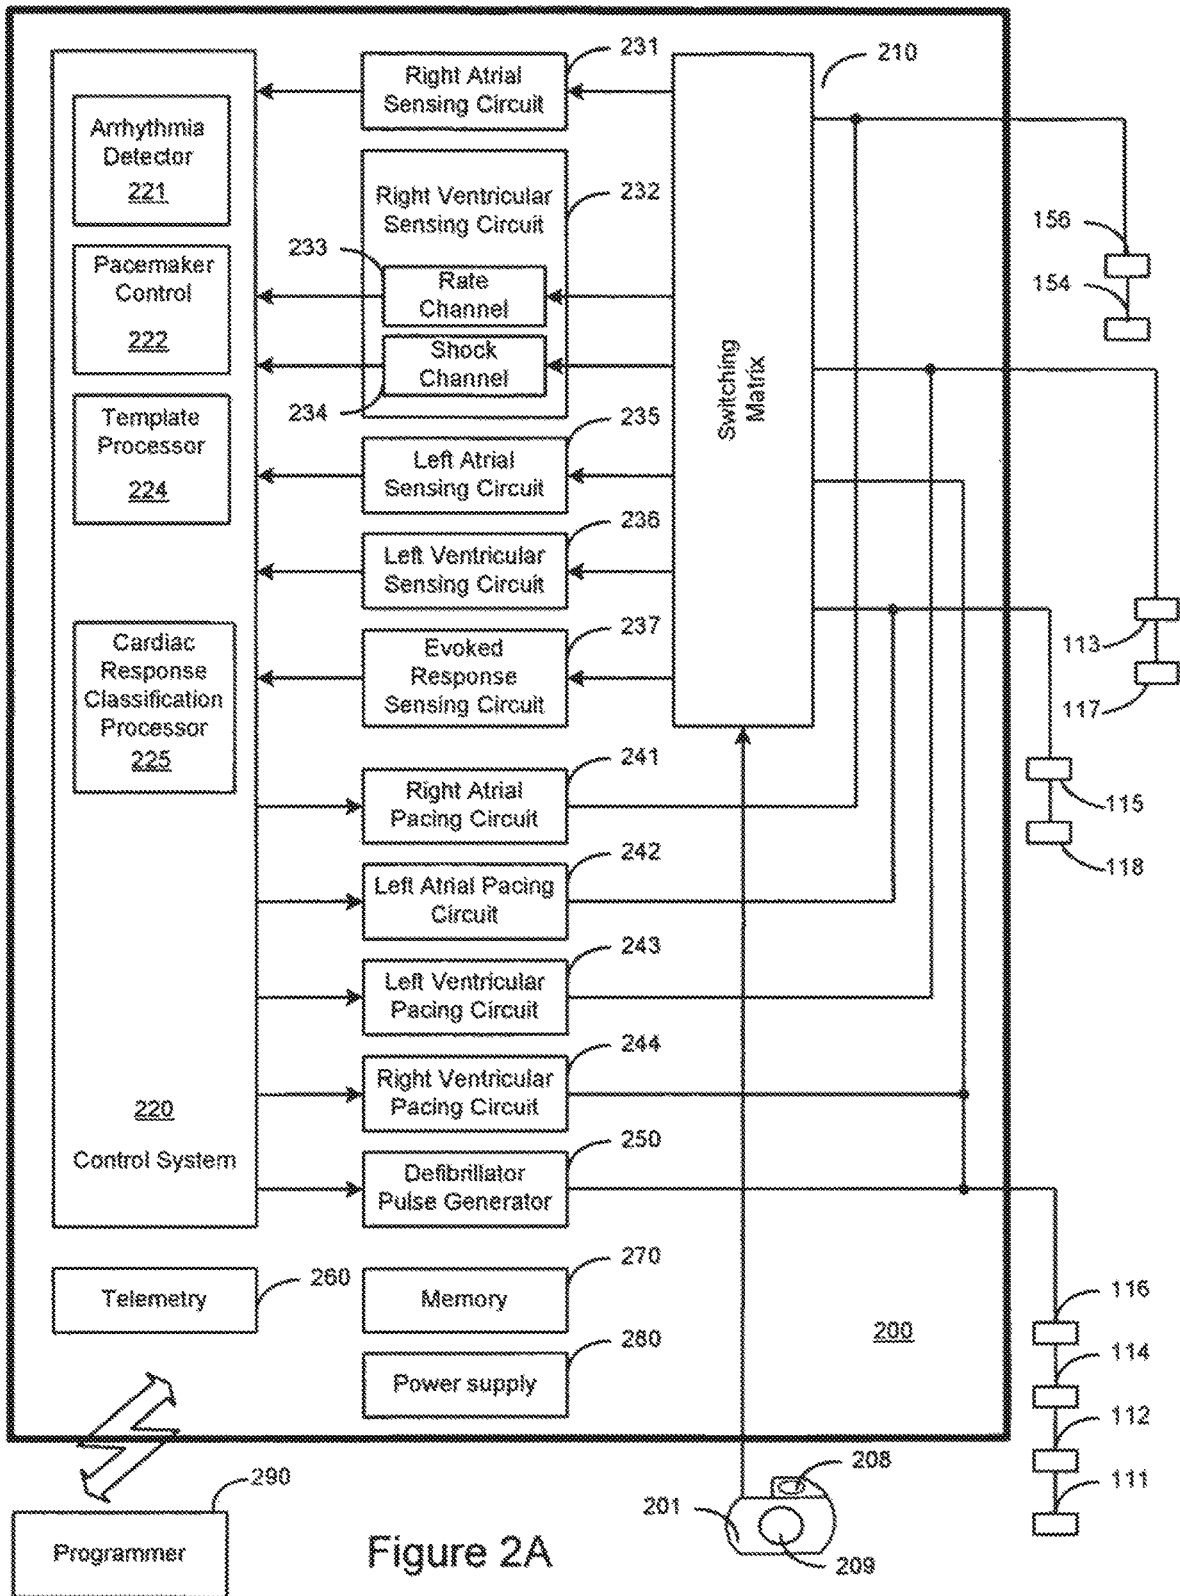 231
Right Atrial
Sensing Circuit
210
Arrhythmia
Detector
221
Right Ventricular
Sensing Circuit
232
233
Rate
Channel
Shock
Channel
234
Pacemaker
Control
222
Template
Processor
224
235
Left Atrial
Sensing Circuit
Switching
Matrix
236
Left Ventricular
Sensing Circuit
237
Evoked
Response
Sensing Circuit
Cardiac
Response
Classification
Processor
225
241
Right Atrial
Pacing Circuit
242
Left Atrial Pacing
Circuit
243
Left Ventricular
Pacing Circuit
244
Right Ventricular
Pacing Circuit
250
Defibrillator
Pulse Generator
220
Control System
156
154
113
117
115
118
Telemetry
260
270
Memory
280
Power supply
200
116
114
112
111
290
Programmer
208
201
209
Figure 2A